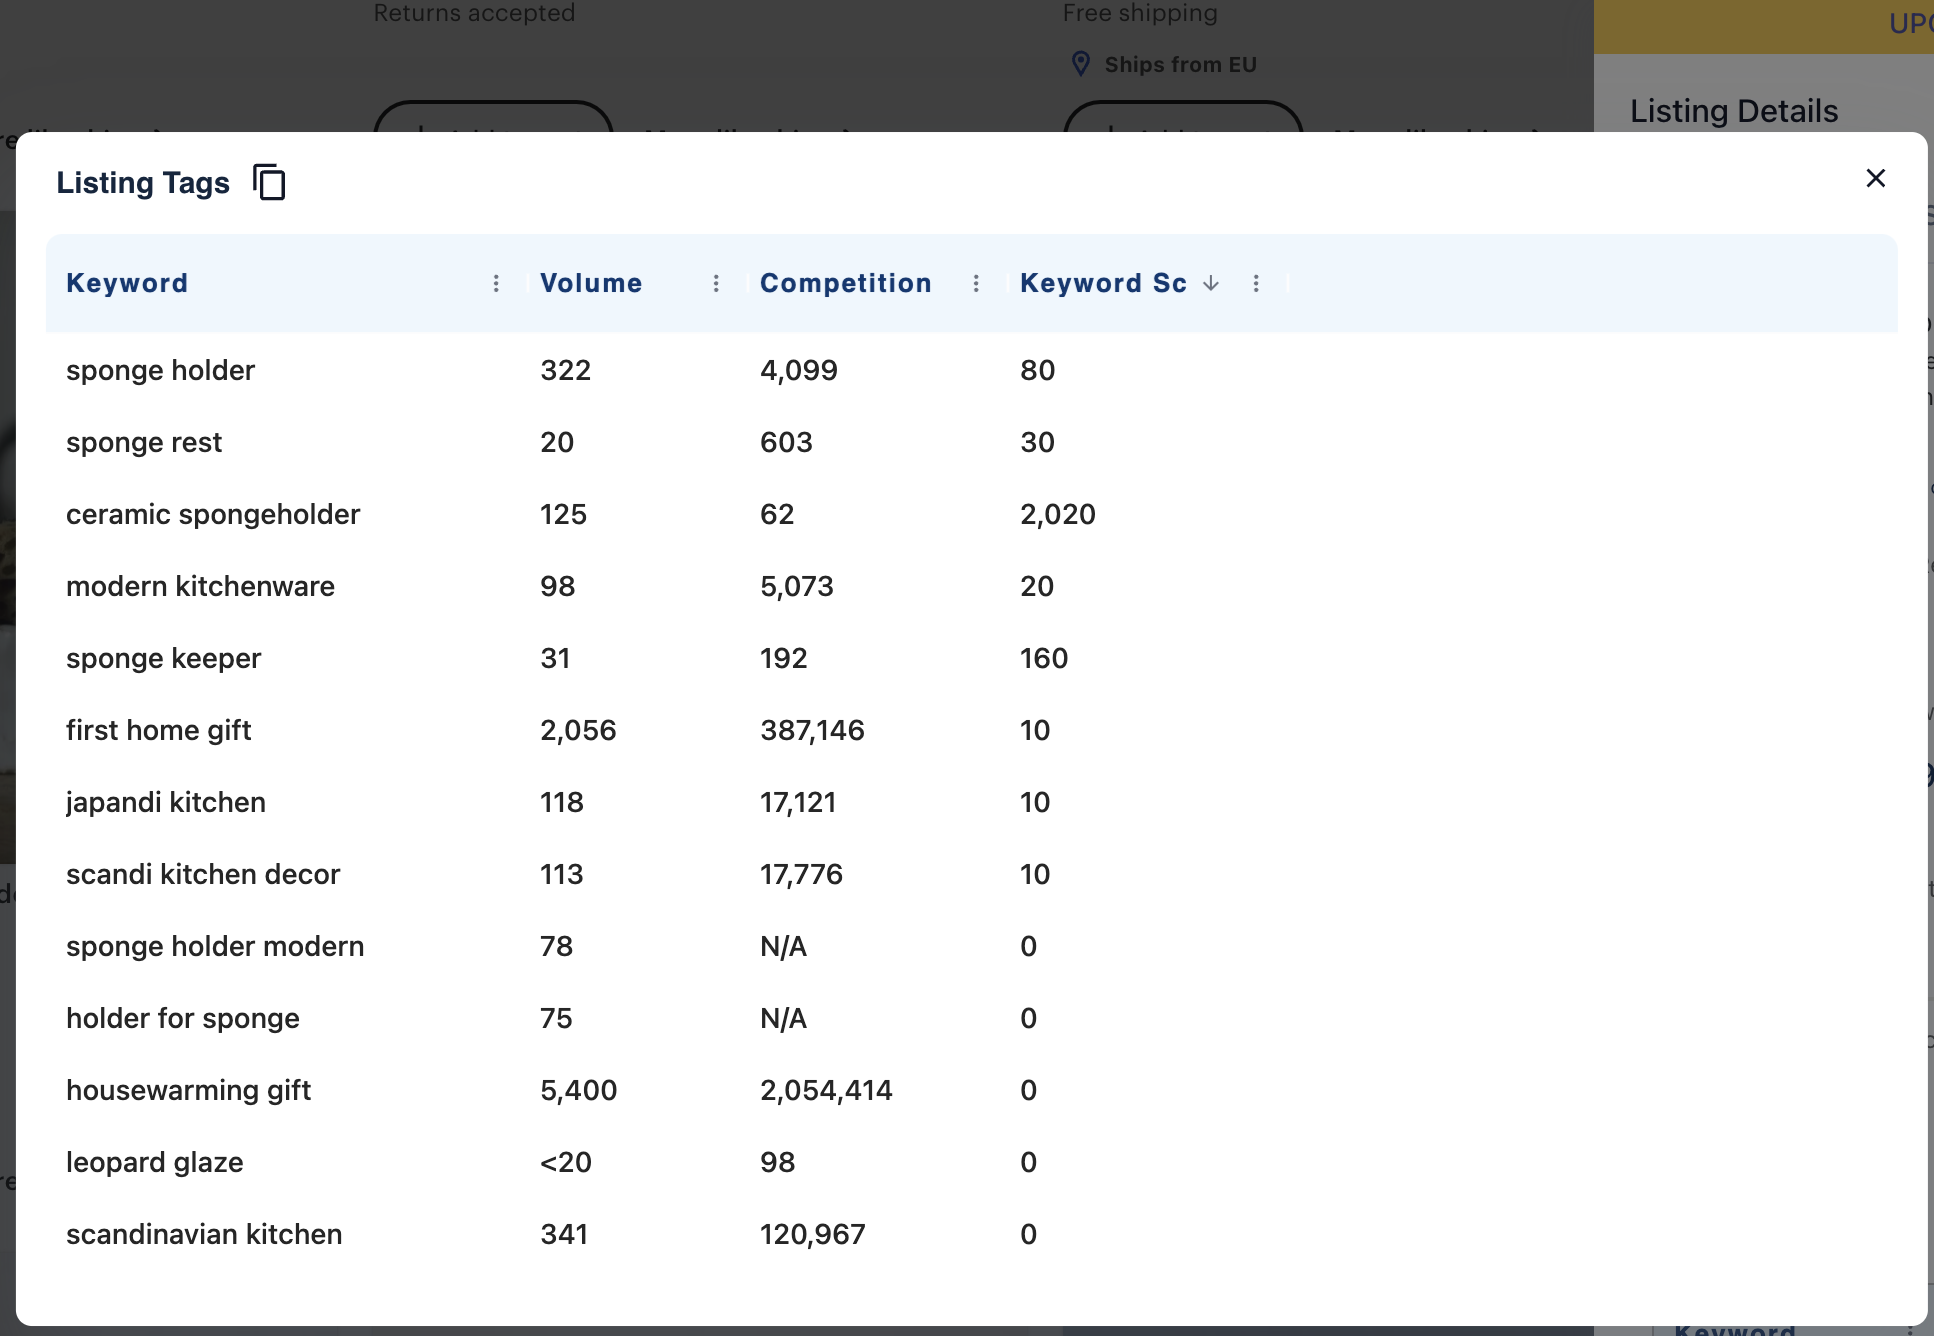 Returns accepted
Free shipping
Ships from EU
UPG
Listing Details
Listing Tags
Keyword Volume Competition Keyword Sc
sponge holder 322 4,099 80
sponge rest 20 603 30
ceramic spongeholder 125 62 2,020
modern kitchenware 98 5,073 20
sponge keeper 31 192 160
first home gift 2,056 387,146 10
japandi kitchen 118 17,121 10
scandi kitchen decor 113 17,776 10
sponge holder modern 78 N/A 0
holder for sponge 75 N/A 0
housewarming gift 5,400 2,054,414 0
leopard glaze <20 98 0
scandinavian kitchen 341 120,967 0
Keyword